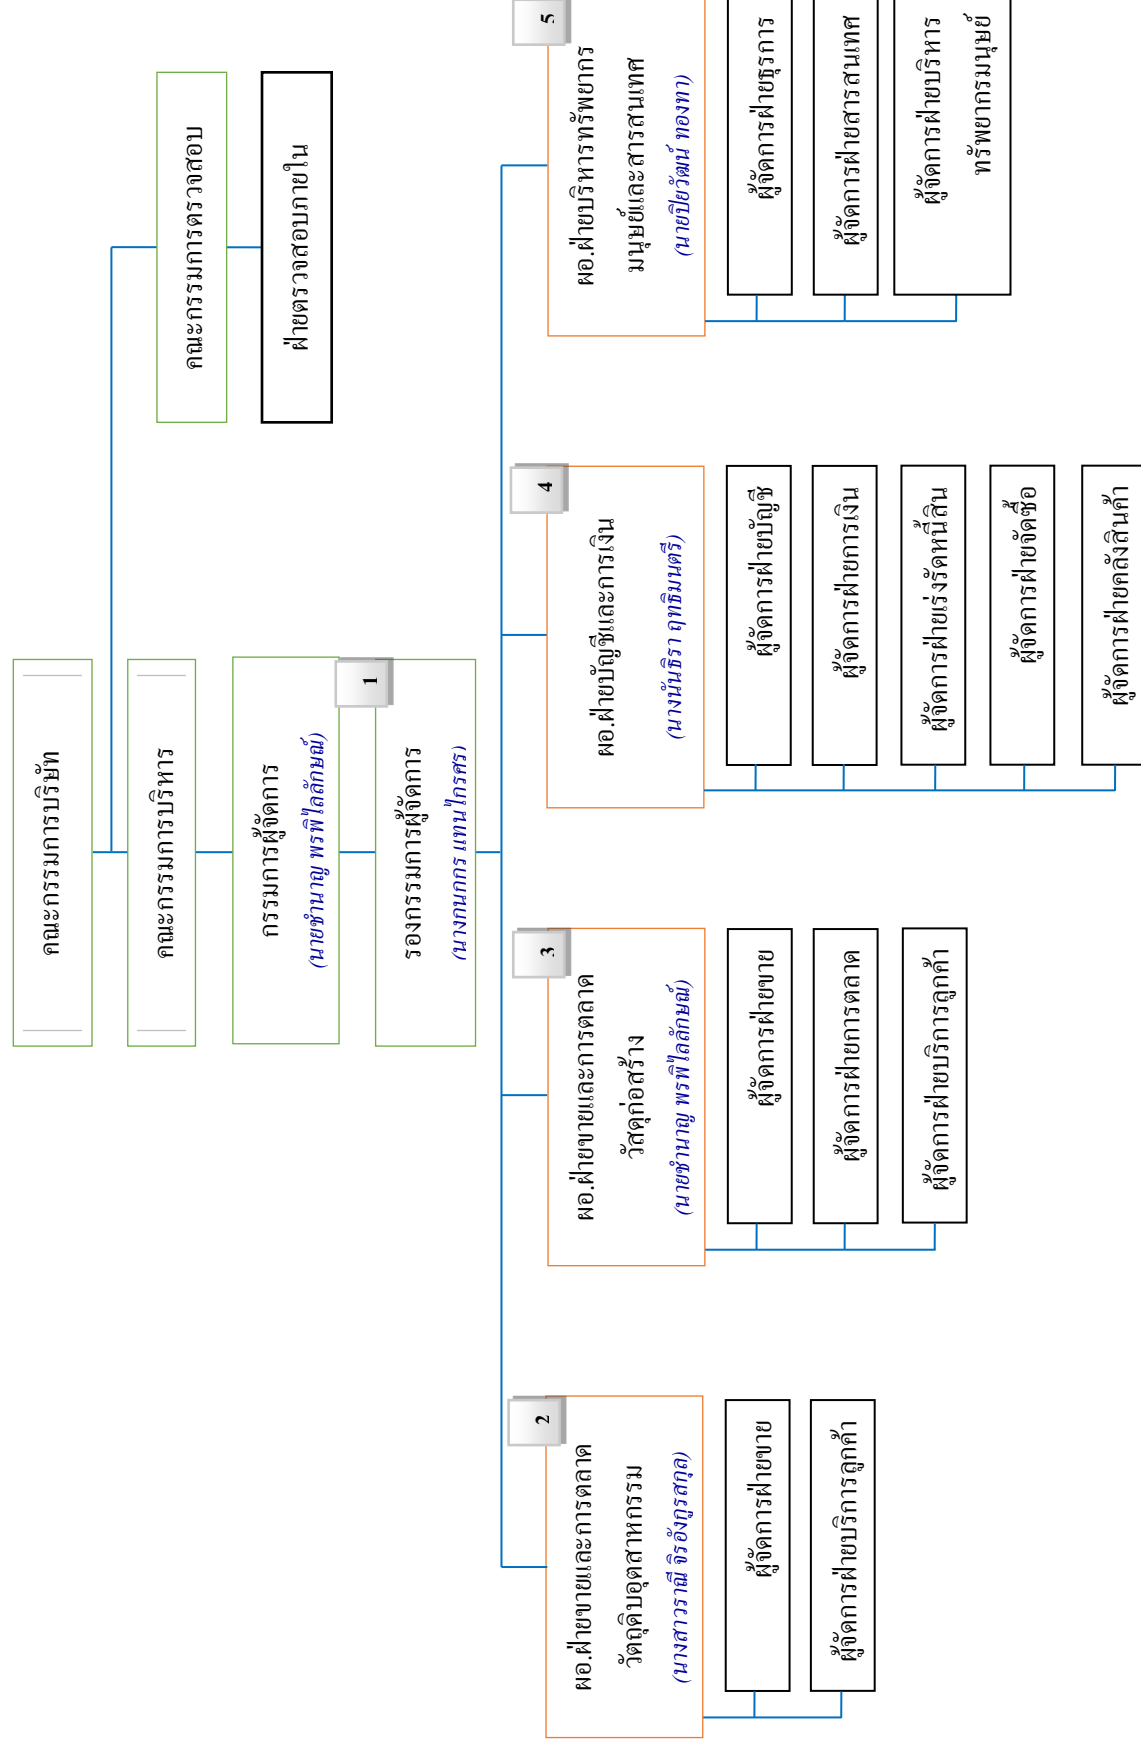 คณะกรรมการบริษัท
คณะกรรมการตรวจสอบ
ฝ่ายตรวจสอบภายใน
คณะกรรมการบริหาร
กรรมการผู้จัดการ
(นายชำนาญ พรพิไลลักษณ์)
1
รองกรรมการผู้จัดการ
(นางกนกกร แทนไกรศร)
2
ผอ.ฝ่ายขายและการตลาด
วัตถุดิบอุตสาหกรรม
(นางสาวราณี จิรอังกูรสกุล)
ผู้จัดการฝ่ายขาย
ผู้จัดการฝ่ายบริการลูกค้า
3
ผอ.ฝ่ายขายและการตลาด
วัสดุก่อสร้าง
(นายชำนาญ พรพิไลลักษณ์)
ผู้จัดการฝ่ายขาย
ผู้จัดการฝ่ายการตลาด
ผู้จัดการฝ่ายบริการลูกค้า
4
ผอ.ฝ่ายบัญชีและการเงิน
(นางนันธิรา ฤทธิมนตรี)
ผู้จัดการฝ่ายบัญชี
ผู้จัดการฝ่ายการเงิน
ผู้จัดการฝ่ายเร่งรัดหนี้สิน
ผู้จัดการฝ่ายจัดซื้อ
ผู้จัดการฝ่ายคลังสินค้า
5
ผอ.ฝ่ายบริหารทรัพยากร
มนุษย์และสารสนเทศ
(นายปิยวัฒน์ ทองทา)
ผู้จัดการฝ่ายธุรการ
ผู้จัดการฝ่ายสารสนเทศ
ผู้จัดการฝ่ายบริหาร
ทรัพยากรมนุษย์